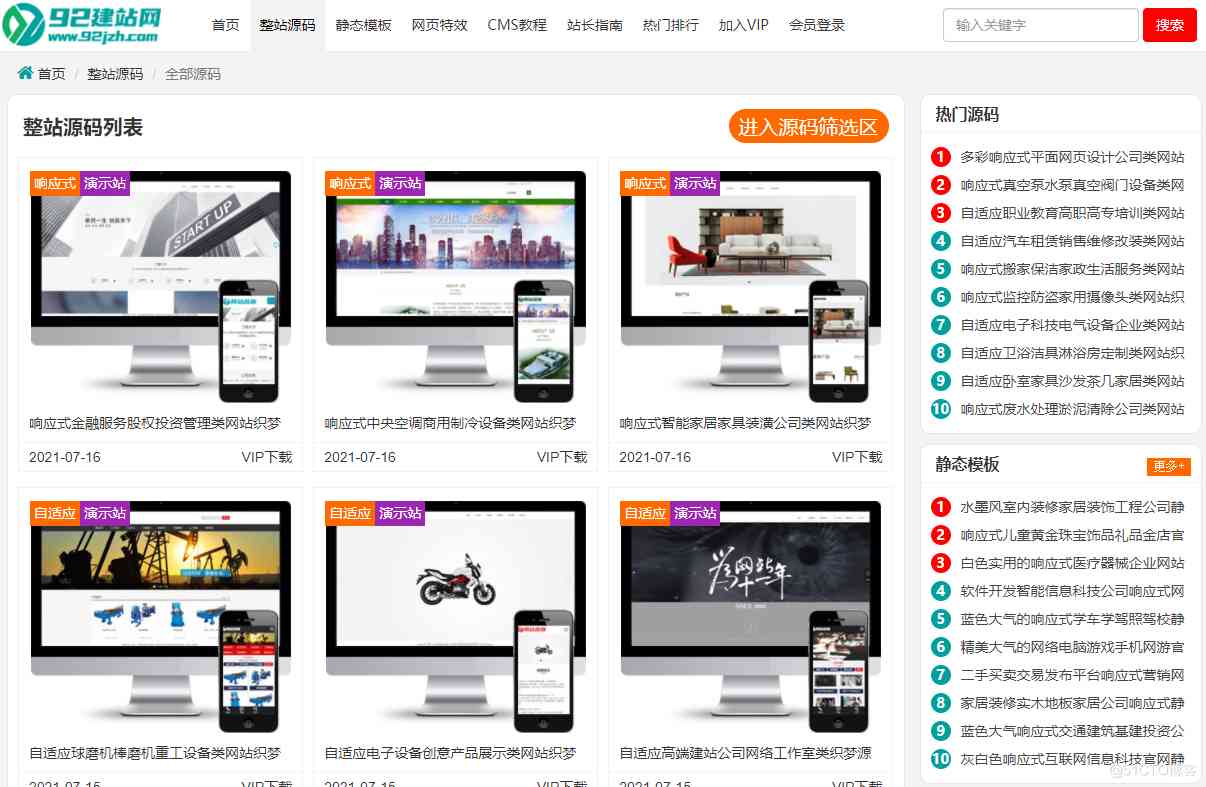 92建站网
www.92jzh.com
首页 整站源码 静态模板 网页特效 CMS教程 站长指南 热门排行 加入VIP 会员登录
输入关键字 搜索
首页 / 整站源码 / 全部源码
整站源码列表
进入源码筛选区
响应式 演示站
START UP
响应式金融服务股权投资管理类网站织梦
2021-07-16 VIP下载
响应式 演示站
响应式中央空调商用制冷设备类网站织梦
2021-07-16 VIP下载
响应式 演示站
响应式智能家居家具装潢公司类网站织梦
2021-07-16 VIP下载
自适应 演示站
自适应球磨机棒磨机重工设备类网站织梦
2021-07-15 VIP下载
自适应 演示站
自适应电子设备创意产品展示类网站织梦
2021-07-15 VIP下载
自适应 演示站
自适应高端建站公司网络工作室类织梦源
2021-07-15 VIP下载
热门源码
1 多彩响应式平面网页设计公司类网站
2 响应式真空泵水泵真空阀门设备类网
3 自适应职业教育高职高专培训类网站
4 自适应汽车租赁销售维修改装类网站
5 响应式搬家保洁家政生活服务类网站
6 响应式监控防盗家用摄像头类网站织
7 自适应电子科技电气设备企业类网站
8 自适应卫浴洁具淋浴房定制类网站织
9 自适应卧室家具沙发茶几家居类网站
10 响应式废水处理淤泥清除公司类网站
静态模板 更多+
1 水墨风室内装修家居装饰工程公司静
2 响应式儿童黄金珠宝饰品礼品金店官
3 白色实用的响应式医疗器械企业网站
4 软件开发智能信息科技公司响应式网
5 蓝色大气的响应式学车学驾照驾校静
6 精美大气的网络电脑游戏手机网游官
7 二手买卖交易发布平台响应式营销网
8 家居装修实木地板家居公司响应式静
9 蓝色大气响应式交通建筑基建投资公
10 灰白色响应式互联网信息科技官网静
@51CTO博客